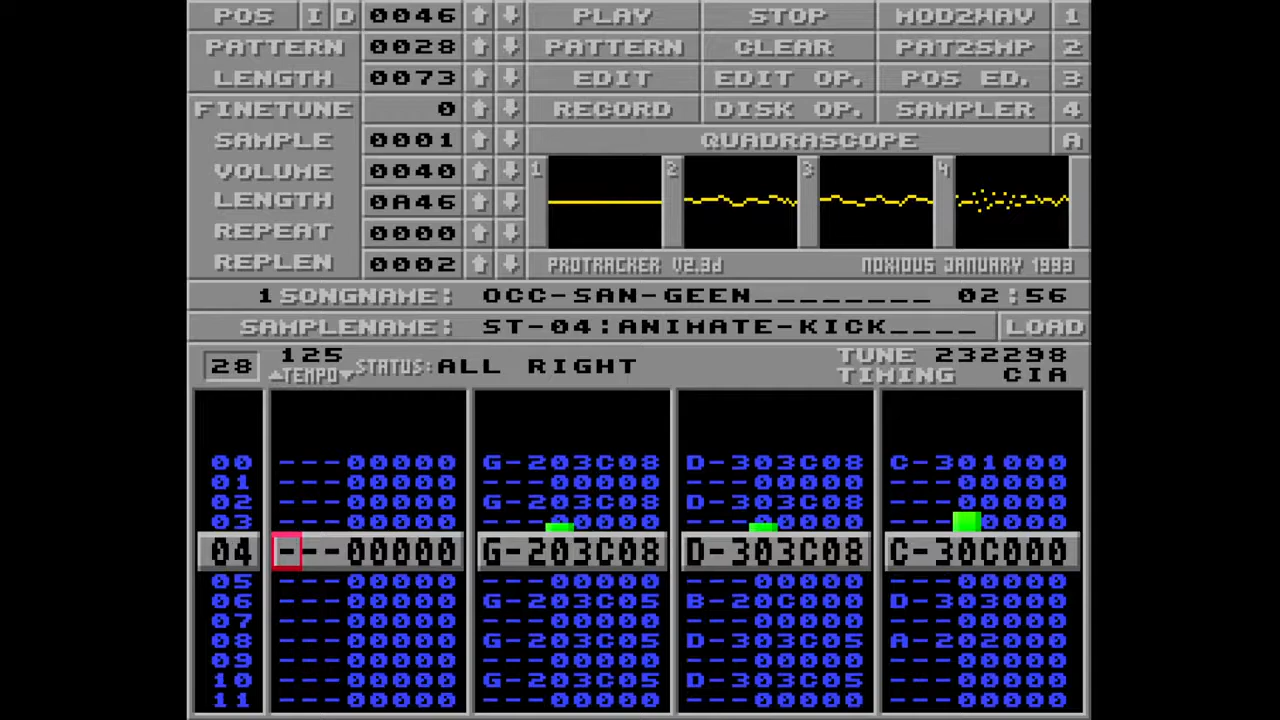 POS I D 0046 PLAY STOP MOD2WAV 1
PATTERN 0028 PATTERN CLEAR PAT2SMP 2
LENGTH 0073 EDIT EDIT OP. POS ED. 3
FINETUNE 0 RECORD DISK OP. SAMPLER 4
SAMPLE 0001 QUADRASCOPE A
VOLUME 0040 1 2 3 4
LENGTH 0A46
REPEAT 0000
REPLEN 0002 PROTRACKER V2.3d NOXIOUS JANUARY 1993
1 SONGNAME: OCC-SAN-GEEN________ 02:56
SAMPLENAME: ST-04:ANIMATE-KICK____ LOAD
28 125 TEMPO STATUS: ALL RIGHT TUNE 232298
TIMING CIA
00 ---00000 G-203C08 D-303C08 C-301000
01 ---00000 ---00000 ---00000 ---00000
02 ---00000 G-203C08 D-303C08 ---00000
03 ---00000 ---00000 ---00000 ---00000
04 ---00000 G-203C08 D-303C08 C-30C000
05 ---00000 ---00000 ---00000 ---00000
06 ---00000 G-203C05 B-20C000 D-303000
07 ---00000 ---00000 ---00000 ---00000
08 ---00000 G-203C05 D-303C05 A-202000
09 ---00000 ---00000 ---00000 ---00000
10 ---00000 G-203C05 D-303C05 ---00000
11 ---00000 ---00000 ---00000 ---00000